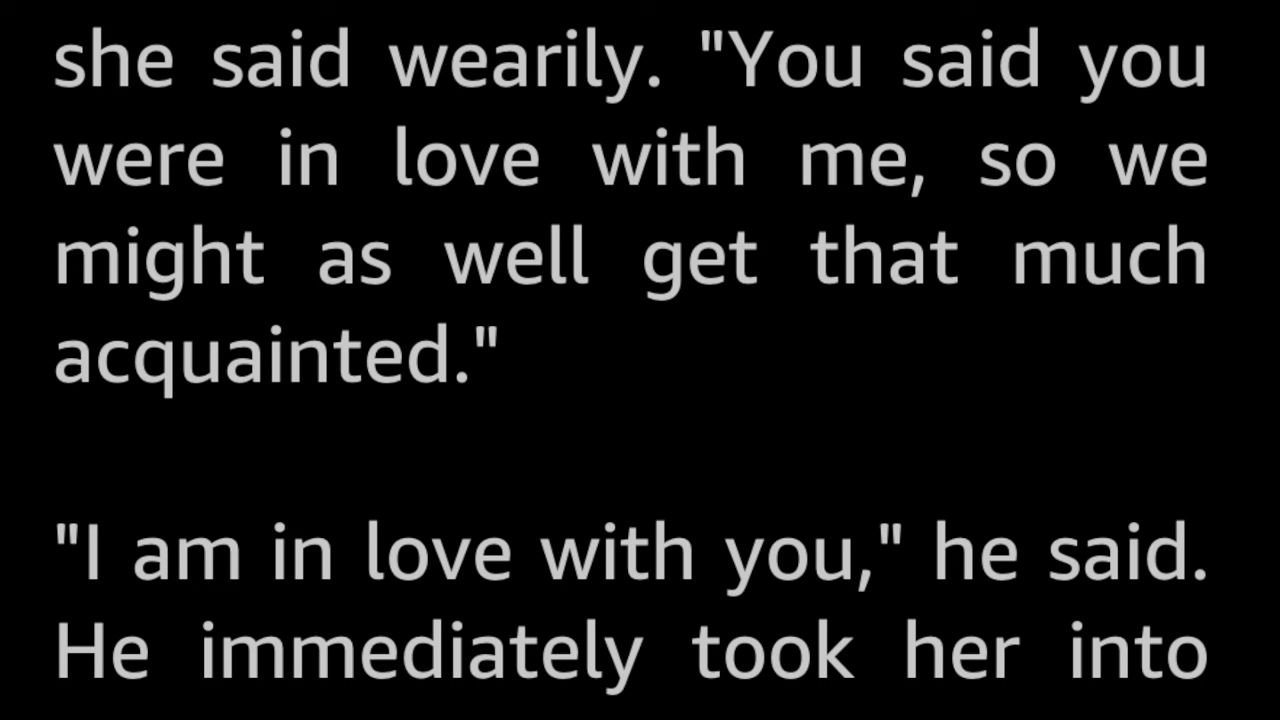 she said wearily. "You said you
were in love with me, so we
might as well get that much
acquainted."
"I am in love with you," he said.
He immediately took her into